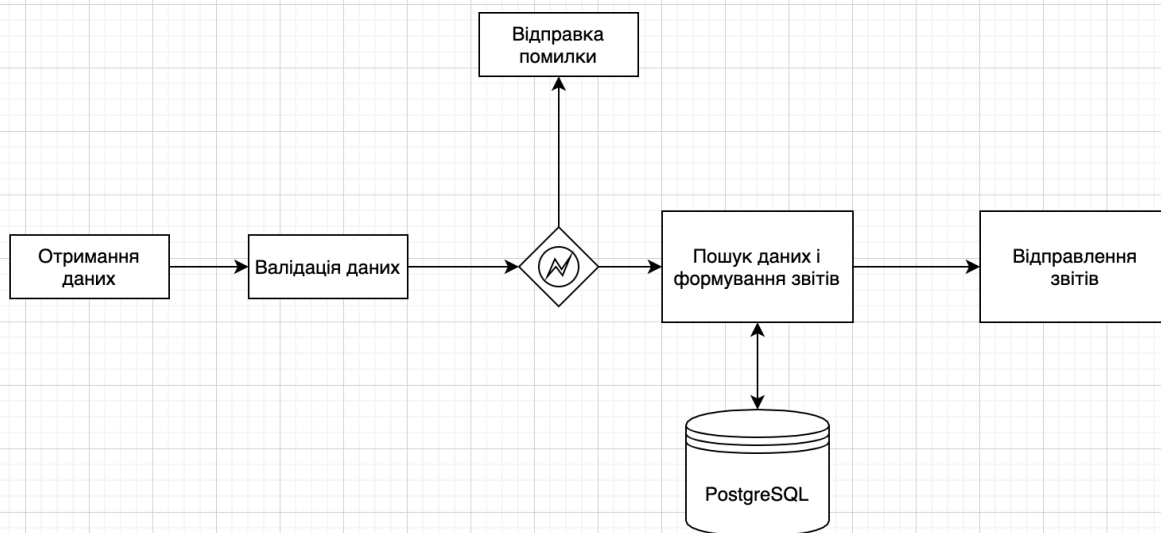 Відправка
помилки
Отримання
даних
Валідація даних
Пошук даних і
формування звітів
Відправлення
звітів
PostgreSQL